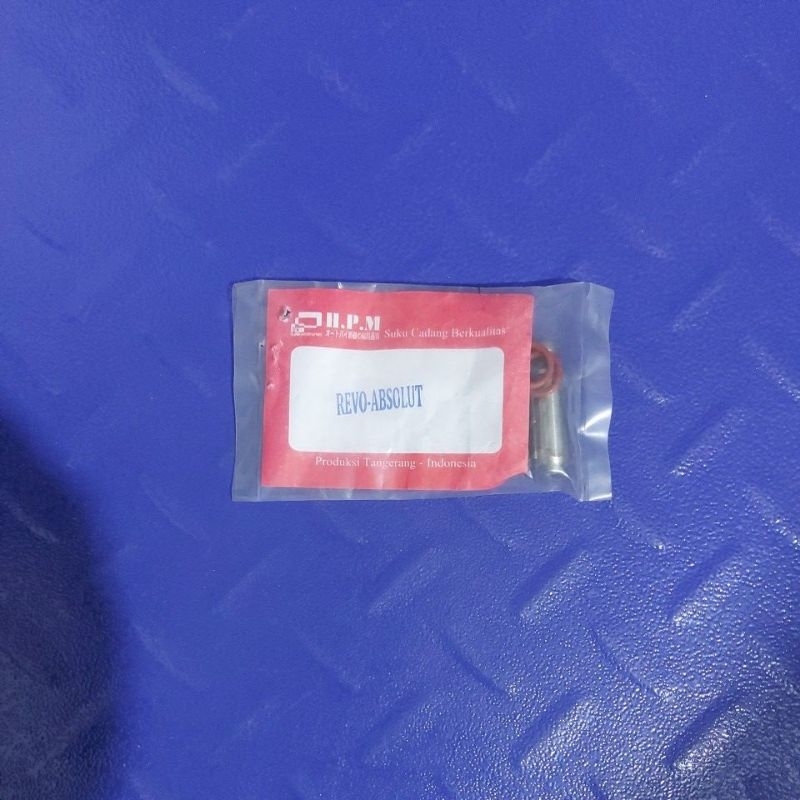 H.P.M
Suku Cadang Berkualitas
REVO-ABSOLUT
Produksi Tangerang - Indonesia